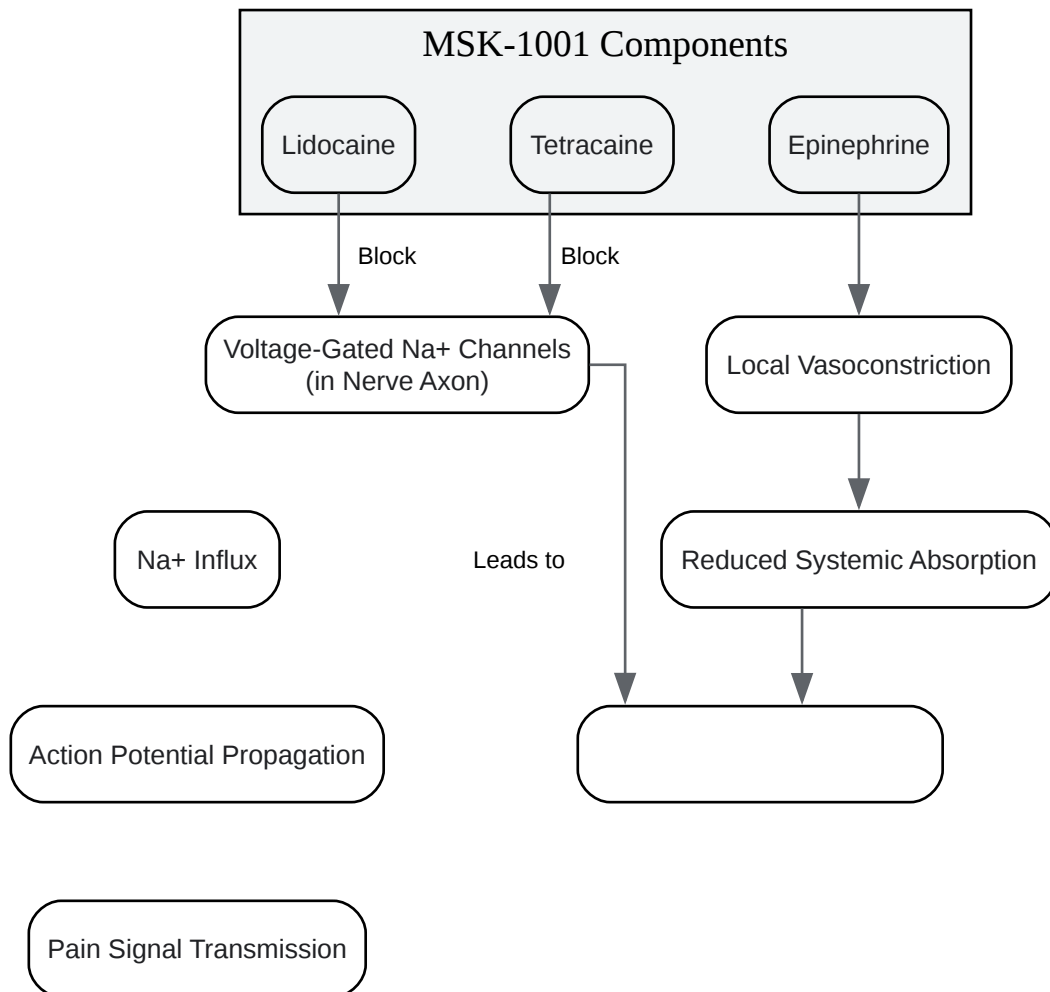 MSK-1001 Components
Lidocaine
Tetracaine
Epinephrine
Block
Block
Voltage-Gated Na+ Channels
(in Nerve Axon)
Local Vasoconstriction
Na+ Influx
Leads to
Reduced Systemic Absorption
Action Potential Propagation
Pain Signal Transmission